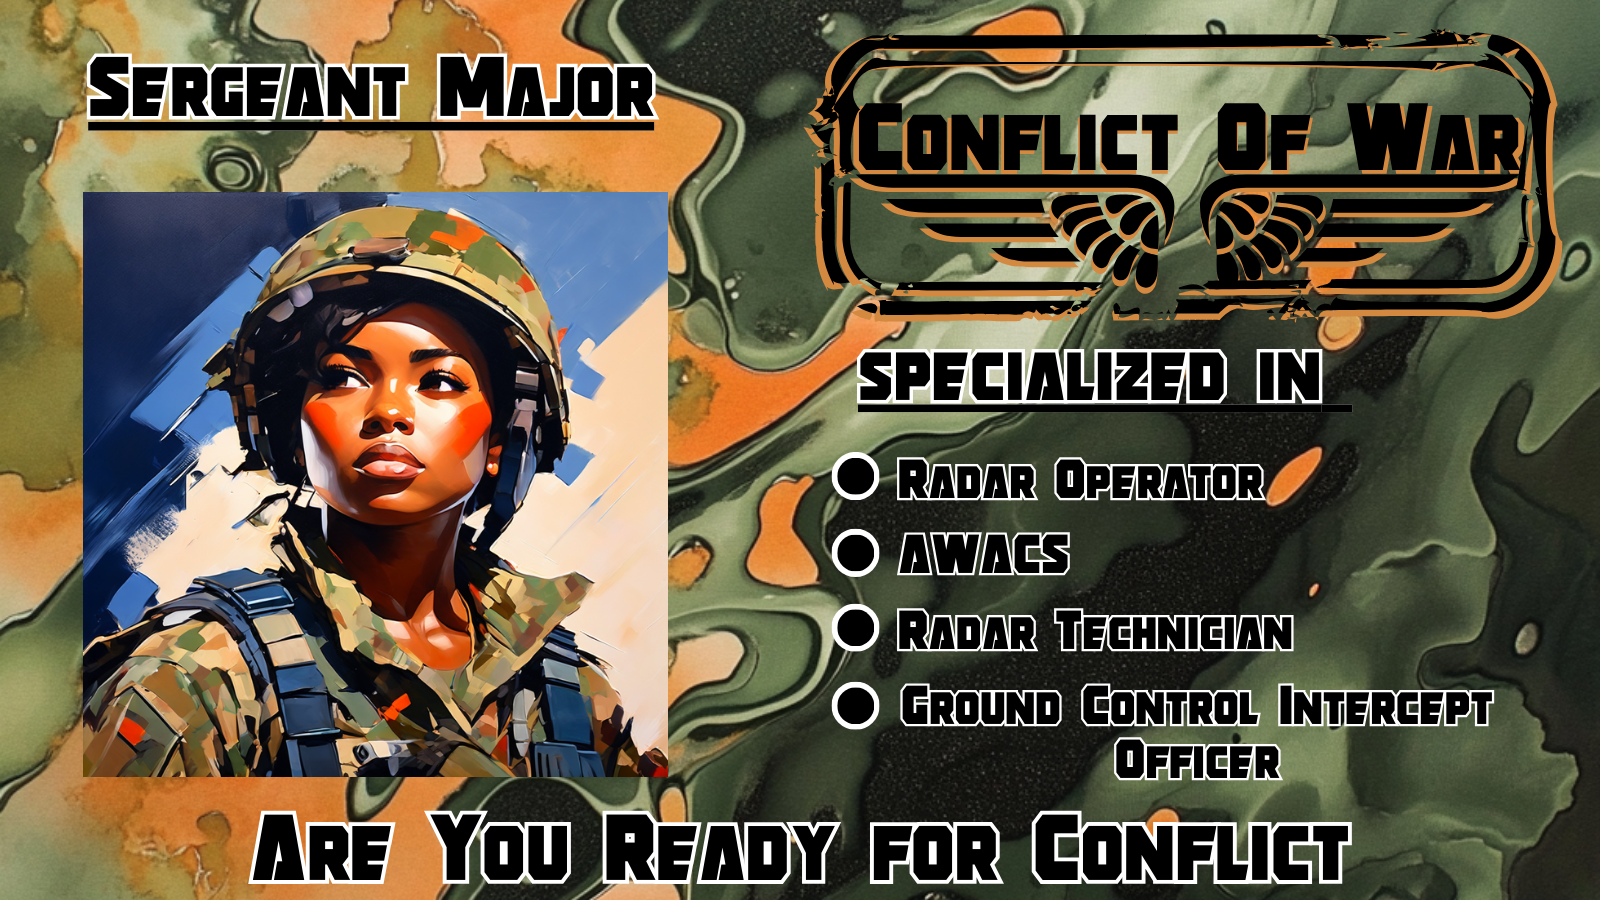 Sergeant Major
Conflict Of War
SPECIALIZED IN
Radar Operator
AWACS
Radar Technician
Ground Control Intercept
Officer
Are You Ready for Conflict